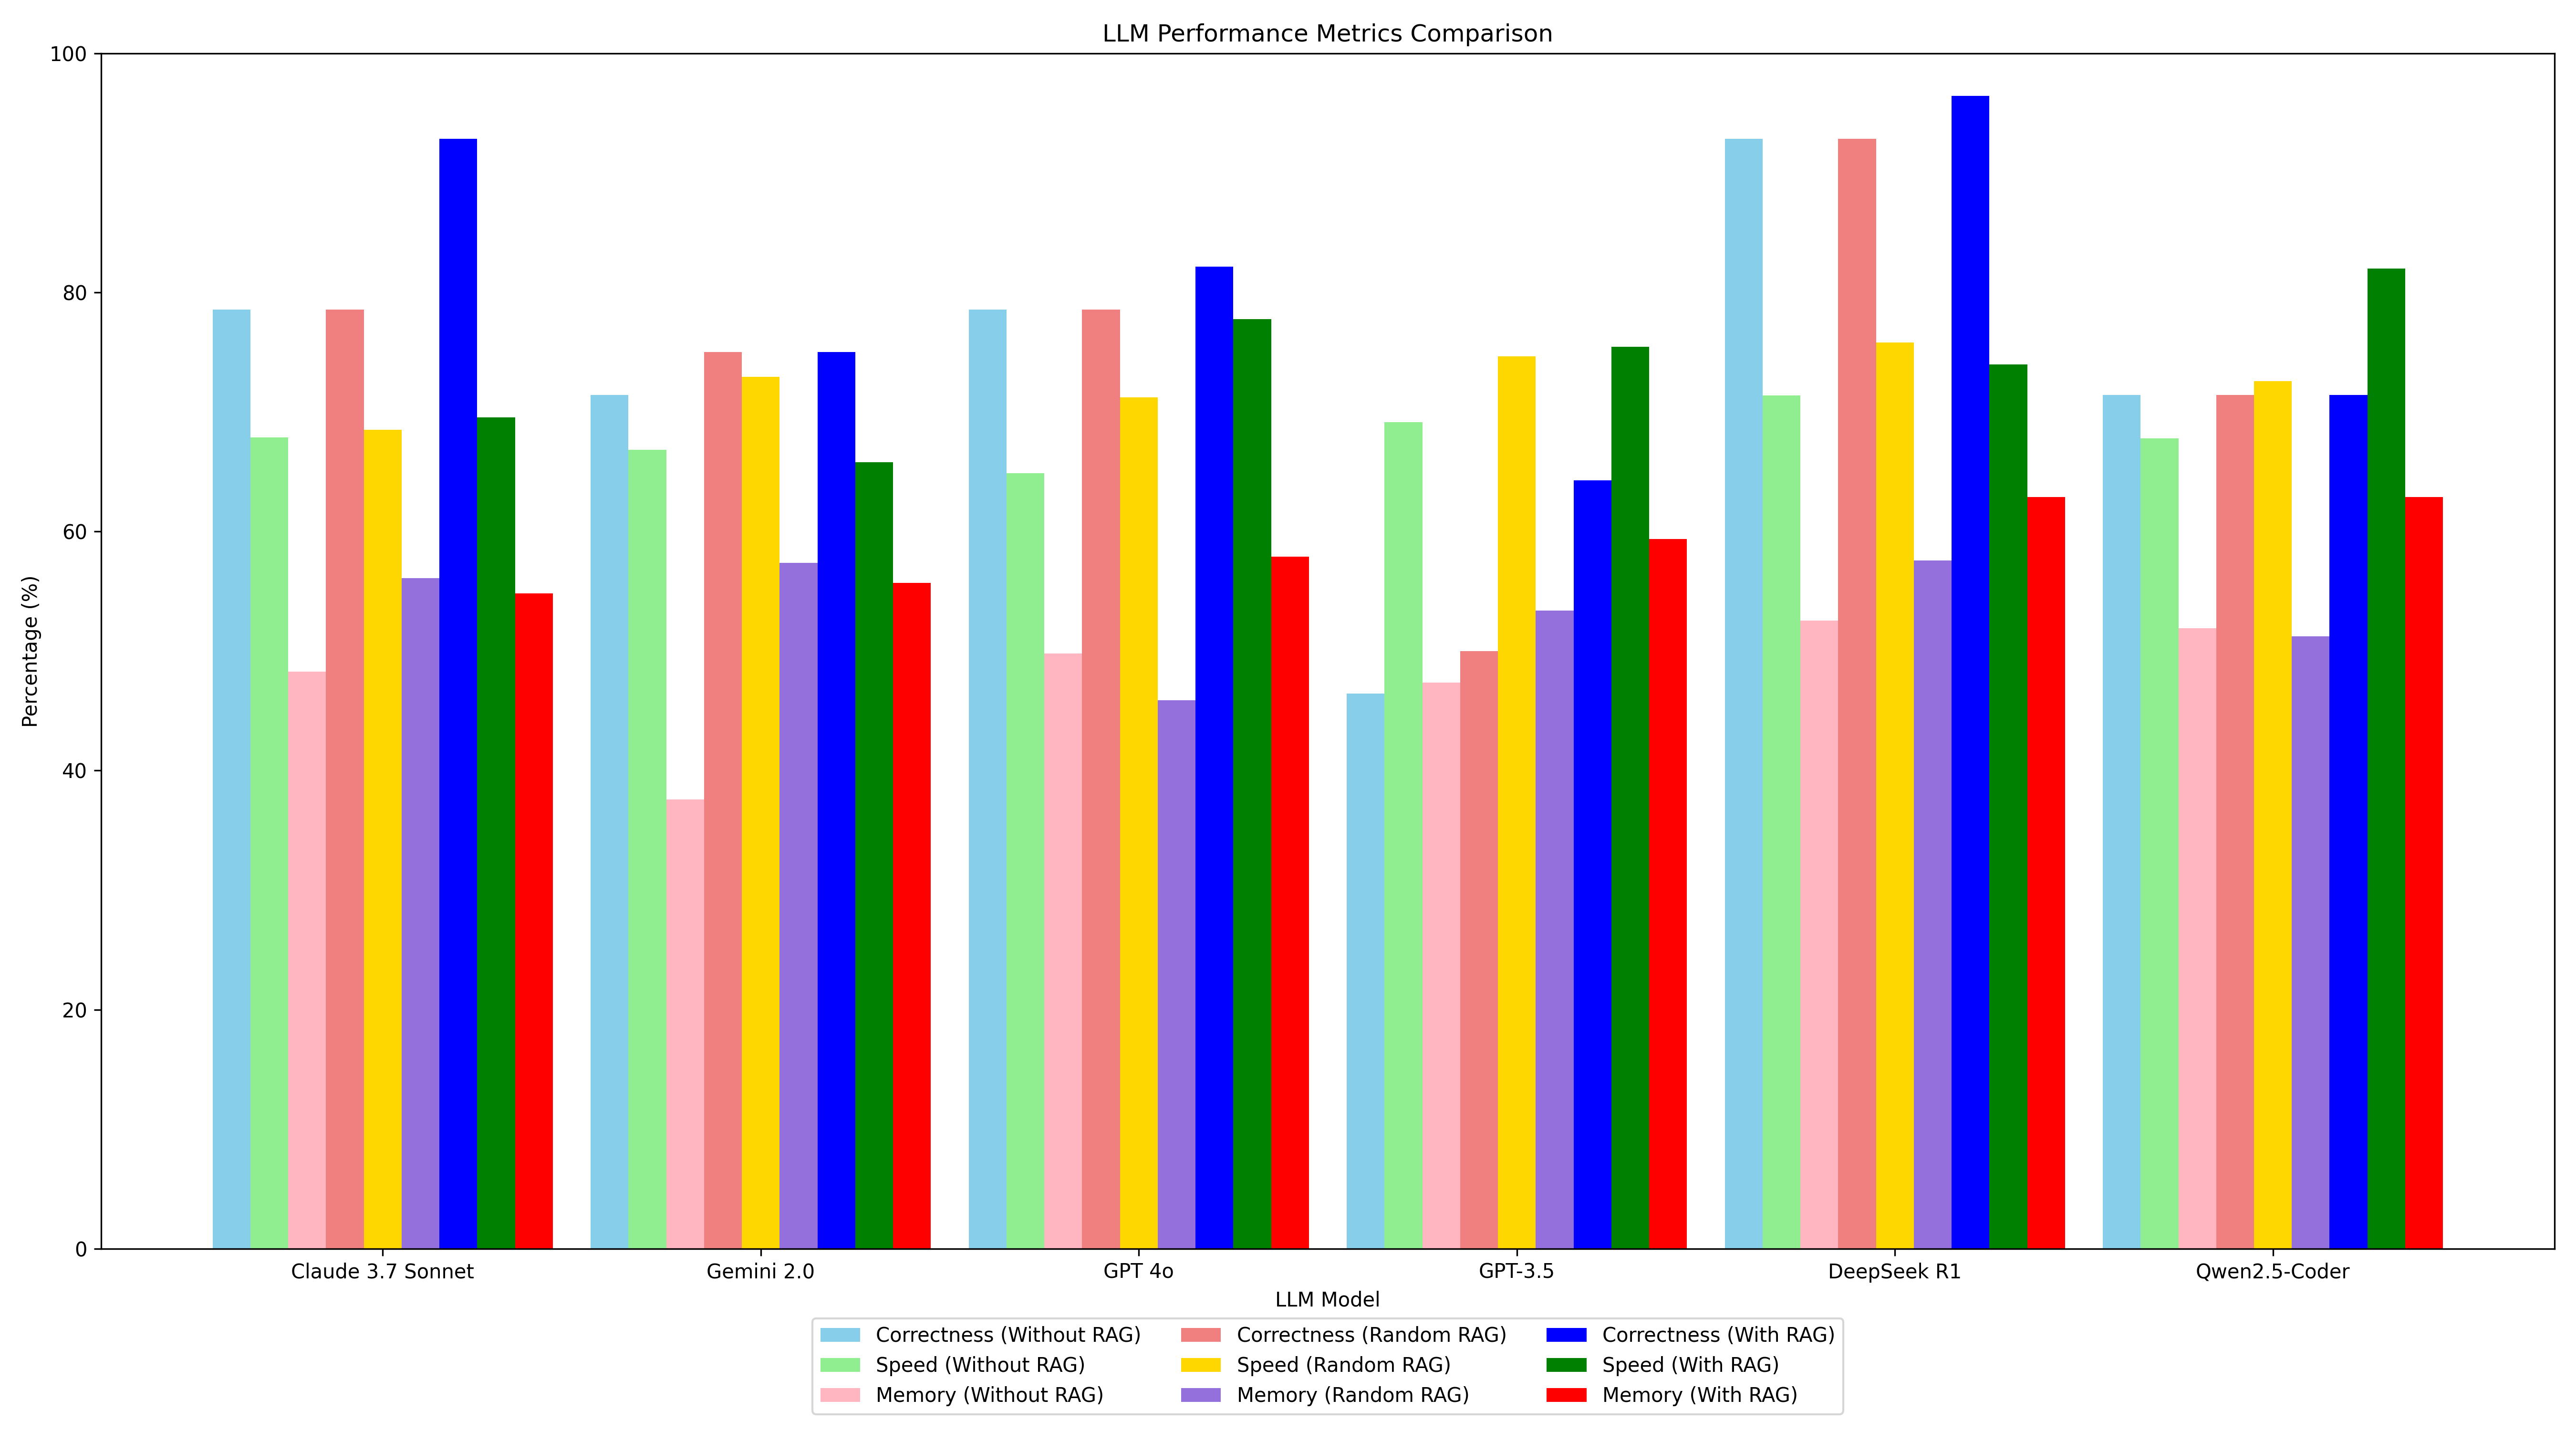 LLM Performance Metrics Comparison
100
80
60
40
20
0
Percentage (%)
Claude 3.7 Sonnet
Gemini 2.0
GPT 4o
GPT-3.5
DeepSeek R1
Qwen2.5-Coder
LLM Model
Correctness (Without RAG)
Speed (Without RAG)
Memory (Without RAG)
Correctness (Random RAG)
Speed (Random RAG)
Memory (Random RAG)
Correctness (With RAG)
Speed (With RAG)
Memory (With RAG)